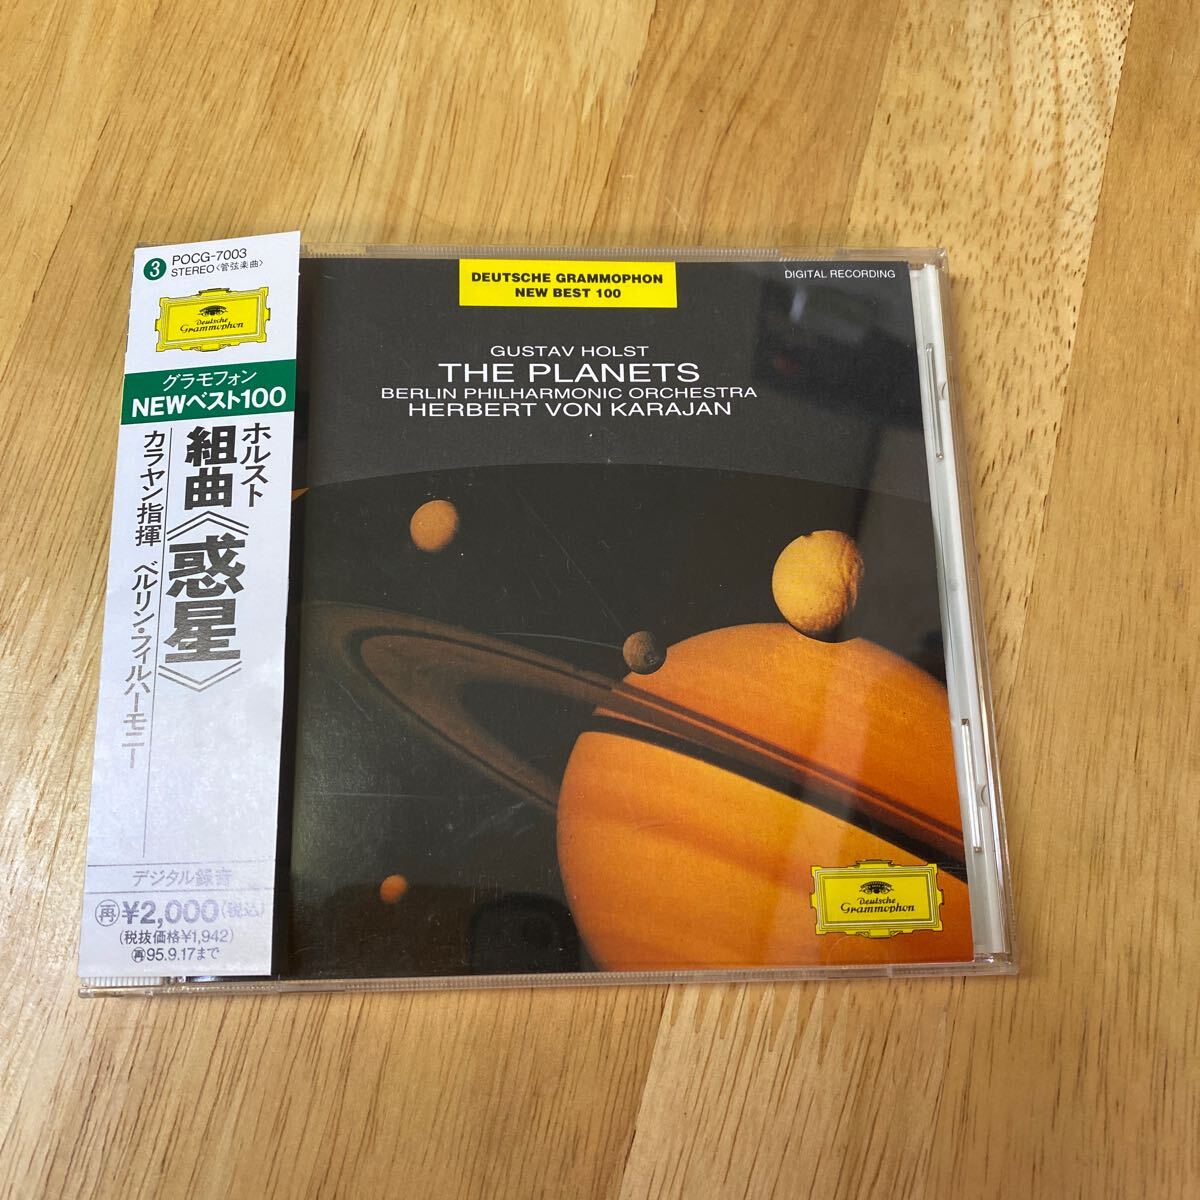 ③ POCG-7003
STEREO〈管弦楽曲〉
Deutsche
Grammophon
グラモフォン
NEWベスト100
ホルスト
組曲《惑星》
カラヤン指揮 ベルリン・フィルハーモニー
デジタル録音
再¥2,000(税込)
(税抜価格¥1,942)
再95.9.17まで
DEUTSCHE GRAMMOPHON
NEW BEST 100
DIGITAL RECORDING
GUSTAV HOLST
THE PLANETS
BERLIN PHILHARMONIC ORCHESTRA
HERBERT VON KARAJAN
Deutsche
Grammophon